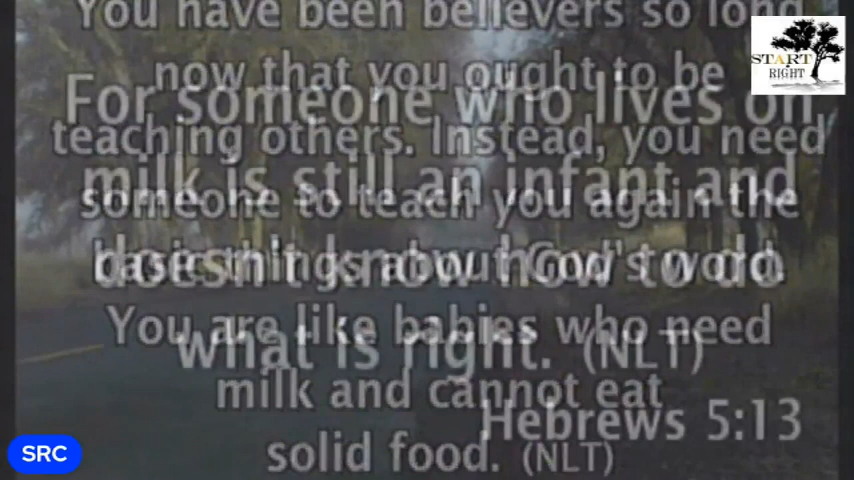 You have been believers so long
now that you ought to be
teaching others. Instead, you need
someone to teach you again the
basic things about God's word.
You are like babies who need
milk and cannot eat
solid food. (NLT)
For someone who lives on
milk is still an infant and
doesn't know how to do
what is right. (NLT)
Hebrews 5:13
START
RIGHT
SRC